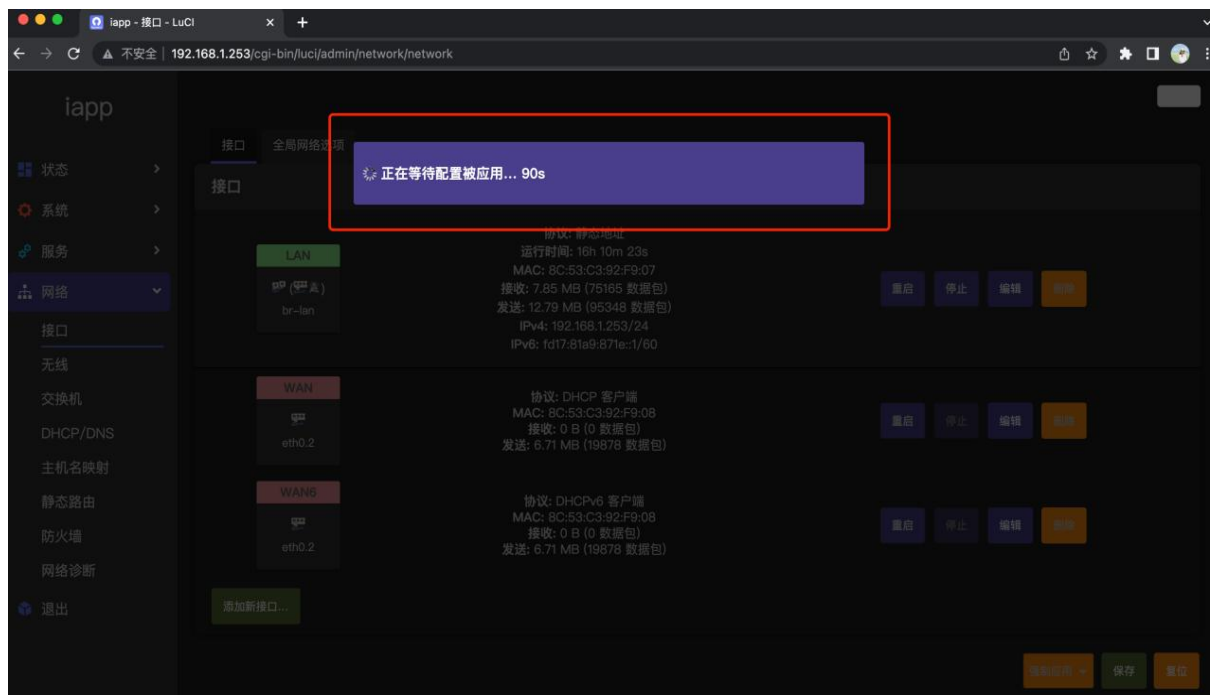 iapp - 接口 - LuCI
不安全 | 192.168.1.253/cgi-bin/luci/admin/network/network
iapp
状态
系统
服务
网络
接口
无线
交换机
DHCP/DNS
主机名映射
静态路由
防火墙
网络诊断
退出
接口 全局网络选项
正在等待配置被应用... 90s
接口
LAN
br-lan
协议: 静态地址
运行时间: 16h 10m 23s
MAC: 8C:53:C3:92:F9:07
接收: 7.85 MB (75165 数据包)
发送: 12.79 MB (95348 数据包)
IPv4: 192.168.1.253/24
IPv6: fd17:81a9:871e::1/60
重启 停止 编辑 删除
WAN
eth0.2
协议: DHCP 客户端
MAC: 8C:53:C3:92:F9:08
接收: 0 B (0 数据包)
发送: 6.71 MB (19878 数据包)
重启 停止 编辑 删除
WAN6
eth0.2
协议: DHCPv6 客户端
MAC: 8C:53:C3:92:F9:08
接收: 0 B (0 数据包)
发送: 6.71 MB (19878 数据包)
重启 停止 编辑 删除
添加新接口...
强制应用 保存 复位